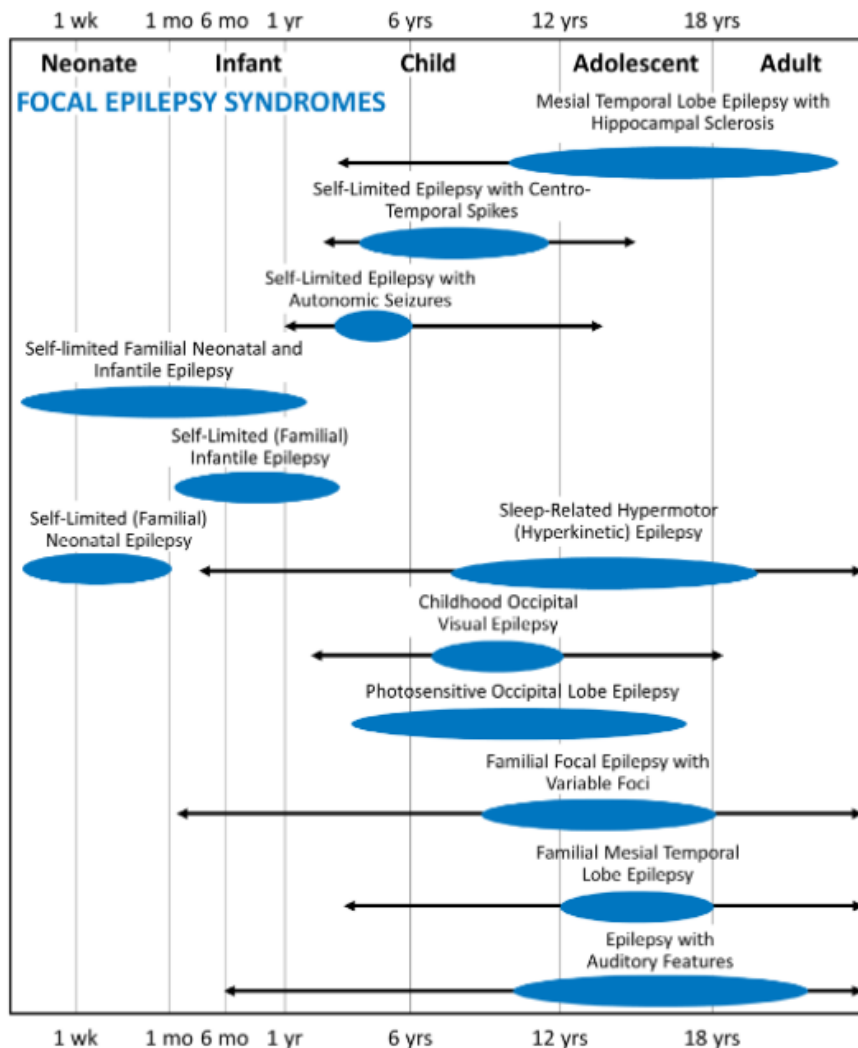 1 wk 1 mo 6 mo 1 yr 6 yrs 12 yrs 18 yrs
Neonate Infant Child Adolescent Adult
FOCAL EPILEPSY SYNDROMES
Mesial Temporal Lobe Epilepsy with
Hippocampal Sclerosis
Self-Limited Epilepsy with Centro-
Temporal Spikes
Self-Limited Epilepsy with
Autonomic Seizures
Self-limited Familial Neonatal and
Infantile Epilepsy
Self-Limited (Familial)
Infantile Epilepsy
Self-Limited (Familial)
Neonatal Epilepsy
Sleep-Related Hypermotor
(Hyperkinetic) Epilepsy
Childhood Occipital
Visual Epilepsy
Photosensitive Occipital Lobe Epilepsy
Familial Focal Epilepsy with
Variable Foci
Familial Mesial Temporal
Lobe Epilepsy
Epilepsy with
Auditory Features
1 wk 1 mo 6 mo 1 yr 6 yrs 12 yrs 18 yrs